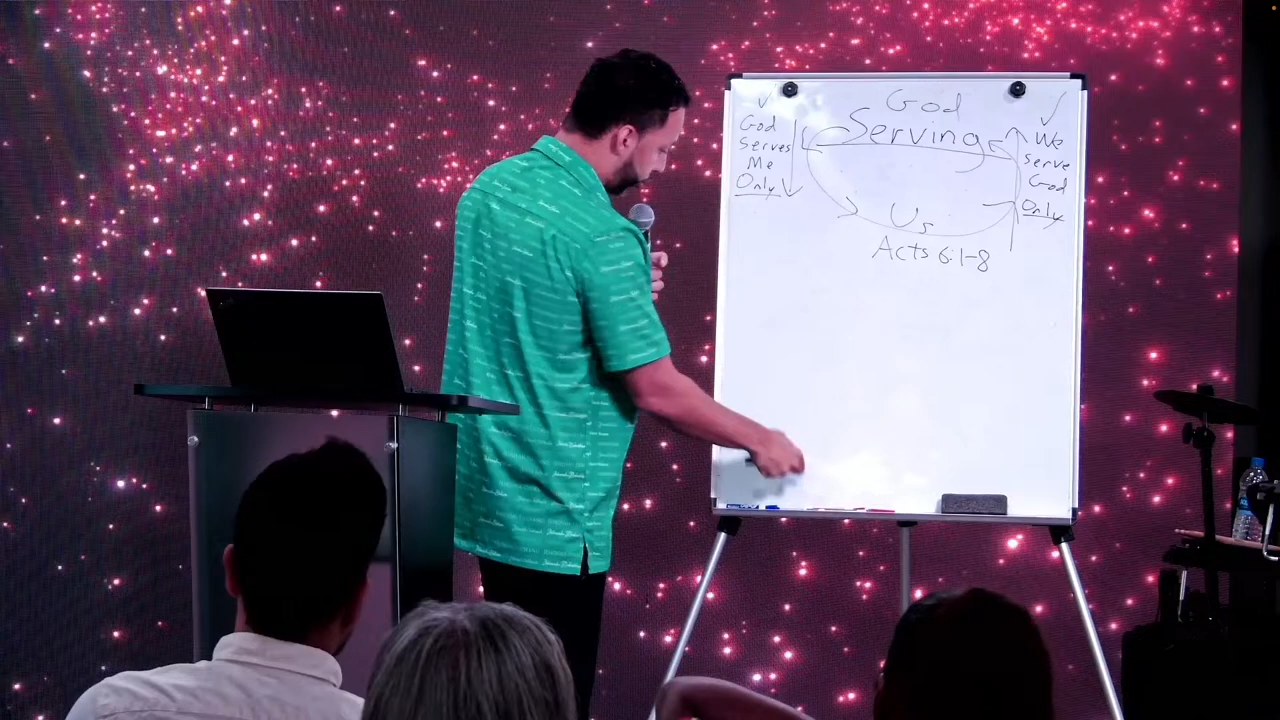 God
Serving
Us
Acts 6:1-8
✓
God
Serves
Me
Only
✓
We
serve
God
Only